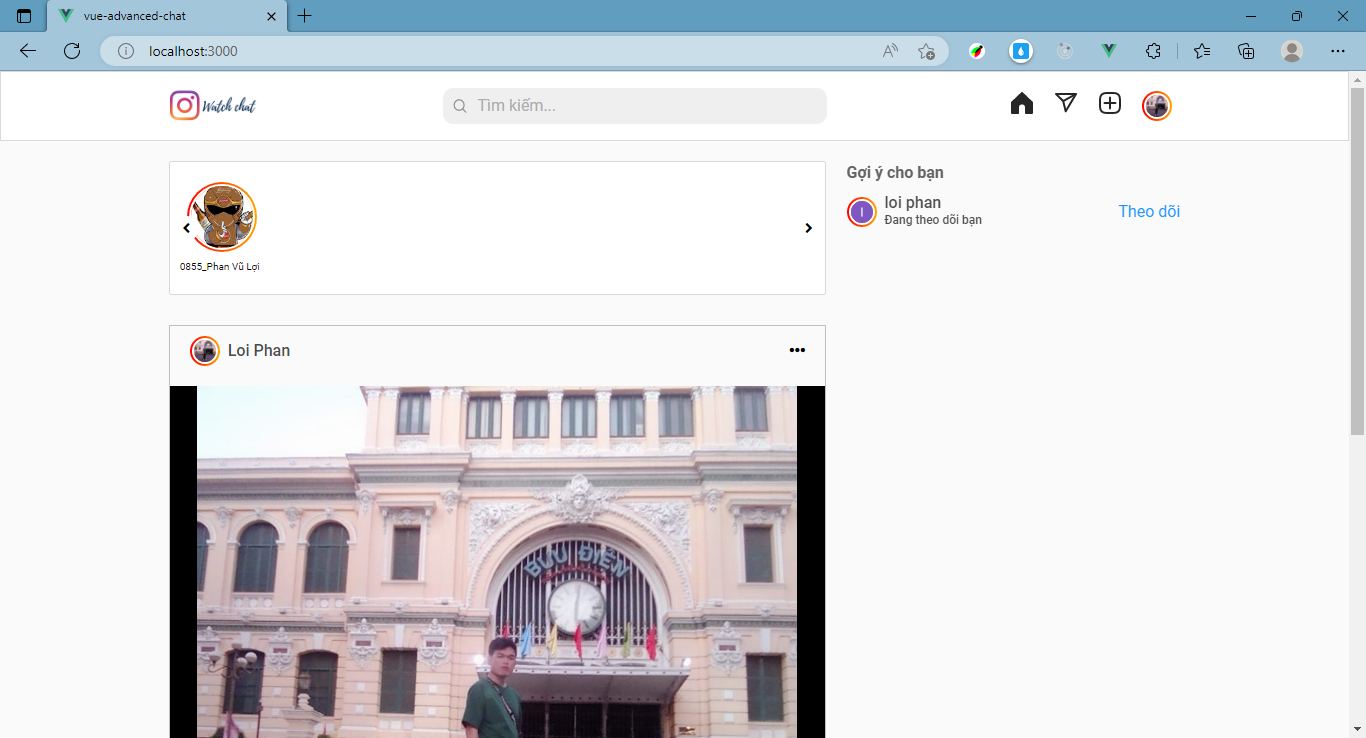 vue-advanced-chat
localhost:3000
Watch chat
Tìm kiếm...
0855_Phan Vũ Lợi
Gợi ý cho bạn
l
loi phan
Đang theo dõi bạn
Theo dõi
Loi Phan
BƯU ĐIỆN